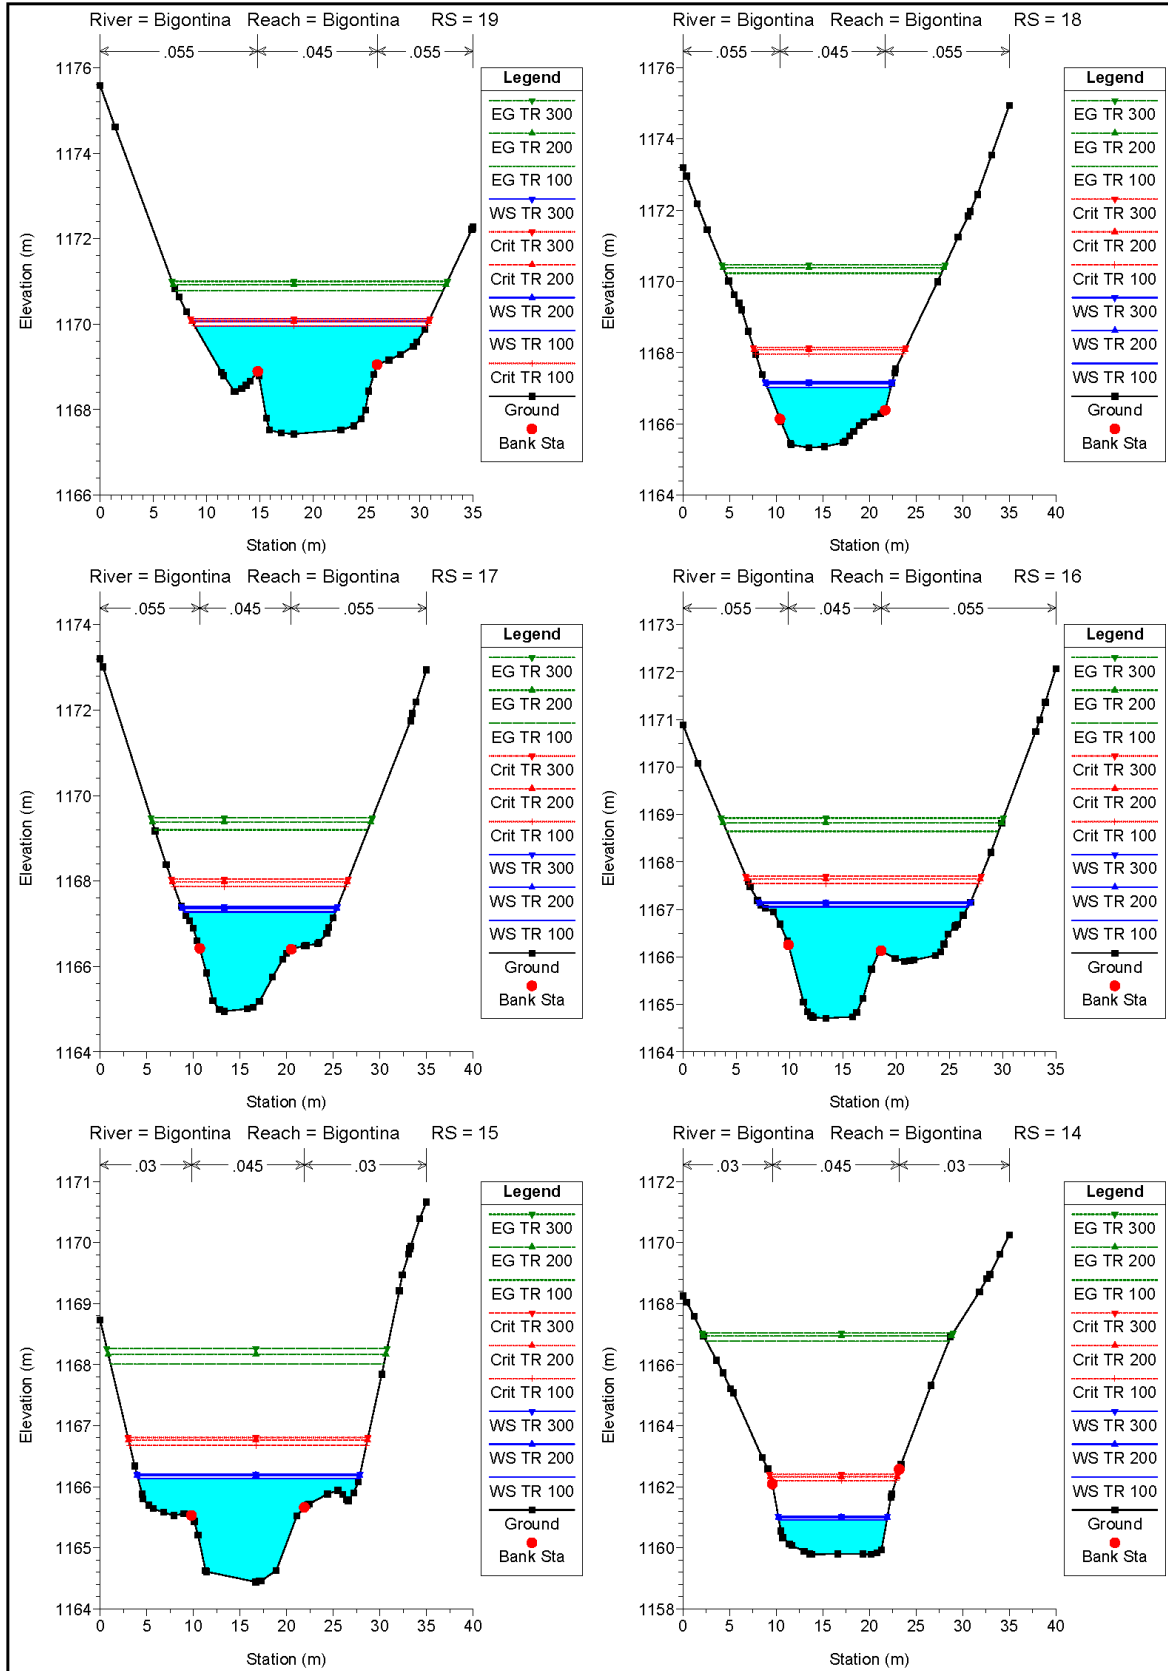 River = Bigontina Reach = Bigontina RS = 19
.055 .045 .055
1176
1174
1172
1170
1168
1166
Elevation (m)
0 5 10 15 20 25 30 35
Station (m)
Legend
EG TR 300
EG TR 200
EG TR 100
WS TR 300
Crit TR 300
Crit TR 200
WS TR 200
WS TR 100
Crit TR 100
Ground
Bank Sta
River = Bigontina Reach = Bigontina RS = 18
.055 .045 .055
1176
1174
1172
1170
1168
1166
1164
Elevation (m)
0 5 10 15 20 25 30 35 40
Station (m)
Legend
EG TR 300
EG TR 200
EG TR 100
Crit TR 300
Crit TR 200
Crit TR 100
WS TR 300
WS TR 200
WS TR 100
Ground
Bank Sta
River = Bigontina Reach = Bigontina RS = 17
.055 .045 .055
1174
1172
1170
1168
1166
1164
Elevation (m)
0 5 10 15 20 25 30 35 40
Station (m)
Legend
EG TR 300
EG TR 200
EG TR 100
Crit TR 300
Crit TR 200
Crit TR 100
WS TR 300
WS TR 200
WS TR 100
Ground
Bank Sta
River = Bigontina Reach = Bigontina RS = 16
.055 .045 .055
1173
1172
1171
1170
1169
1168
1167
1166
1165
1164
Elevation (m)
0 5 10 15 20 25 30 35
Station (m)
Legend
EG TR 300
EG TR 200
EG TR 100
Crit TR 300
Crit TR 200
Crit TR 100
WS TR 300
WS TR 200
WS TR 100
Ground
Bank Sta
River = Bigontina Reach = Bigontina RS = 15
.03 .045 .03
1171
1170
1169
1168
1167
1166
1165
1164
Elevation (m)
0 5 10 15 20 25 30 35 40
Station (m)
Legend
EG TR 300
EG TR 200
EG TR 100
Crit TR 300
Crit TR 200
Crit TR 100
WS TR 300
WS TR 200
WS TR 100
Ground
Bank Sta
River = Bigontina Reach = Bigontina RS = 14
.03 .045 .03
1172
1170
1168
1166
1164
1162
1160
1158
Elevation (m)
0 5 10 15 20 25 30 35 40
Station (m)
Legend
EG TR 300
EG TR 200
EG TR 100
Crit TR 300
Crit TR 200
Crit TR 100
WS TR 300
WS TR 200
WS TR 100
Ground
Bank Sta